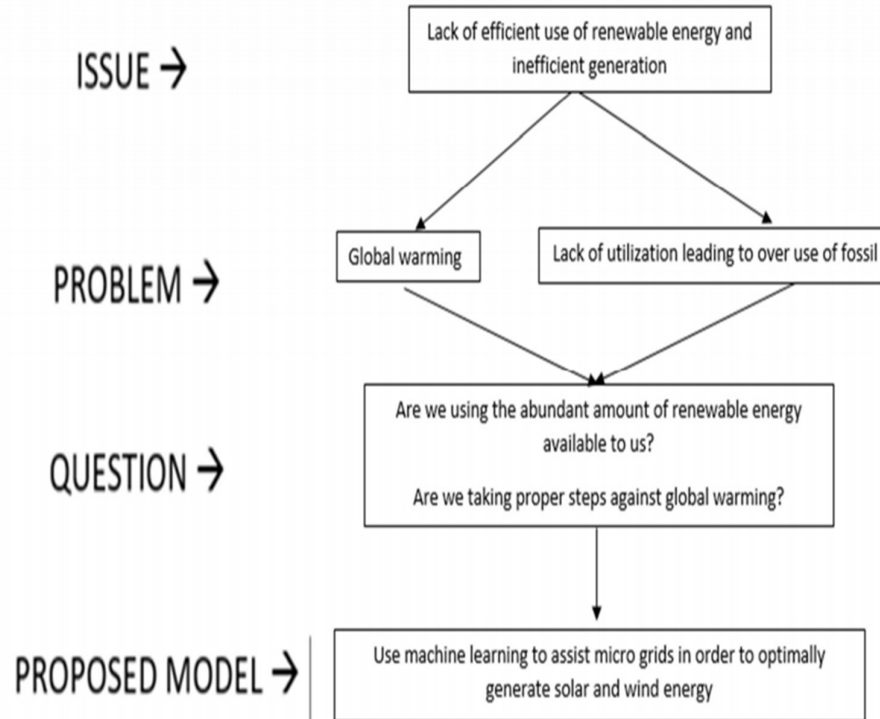 ISSUE →
Lack of efficient use of renewable energy and
inefficient generation
PROBLEM →
Global warming
Lack of utilization leading to over use of fossil
QUESTION →
Are we using the abundant amount of renewable energy
available to us?
Are we taking proper steps against global warming?
PROPOSED MODEL →
Use machine learning to assist micro grids in order to optimally
generate solar and wind energy